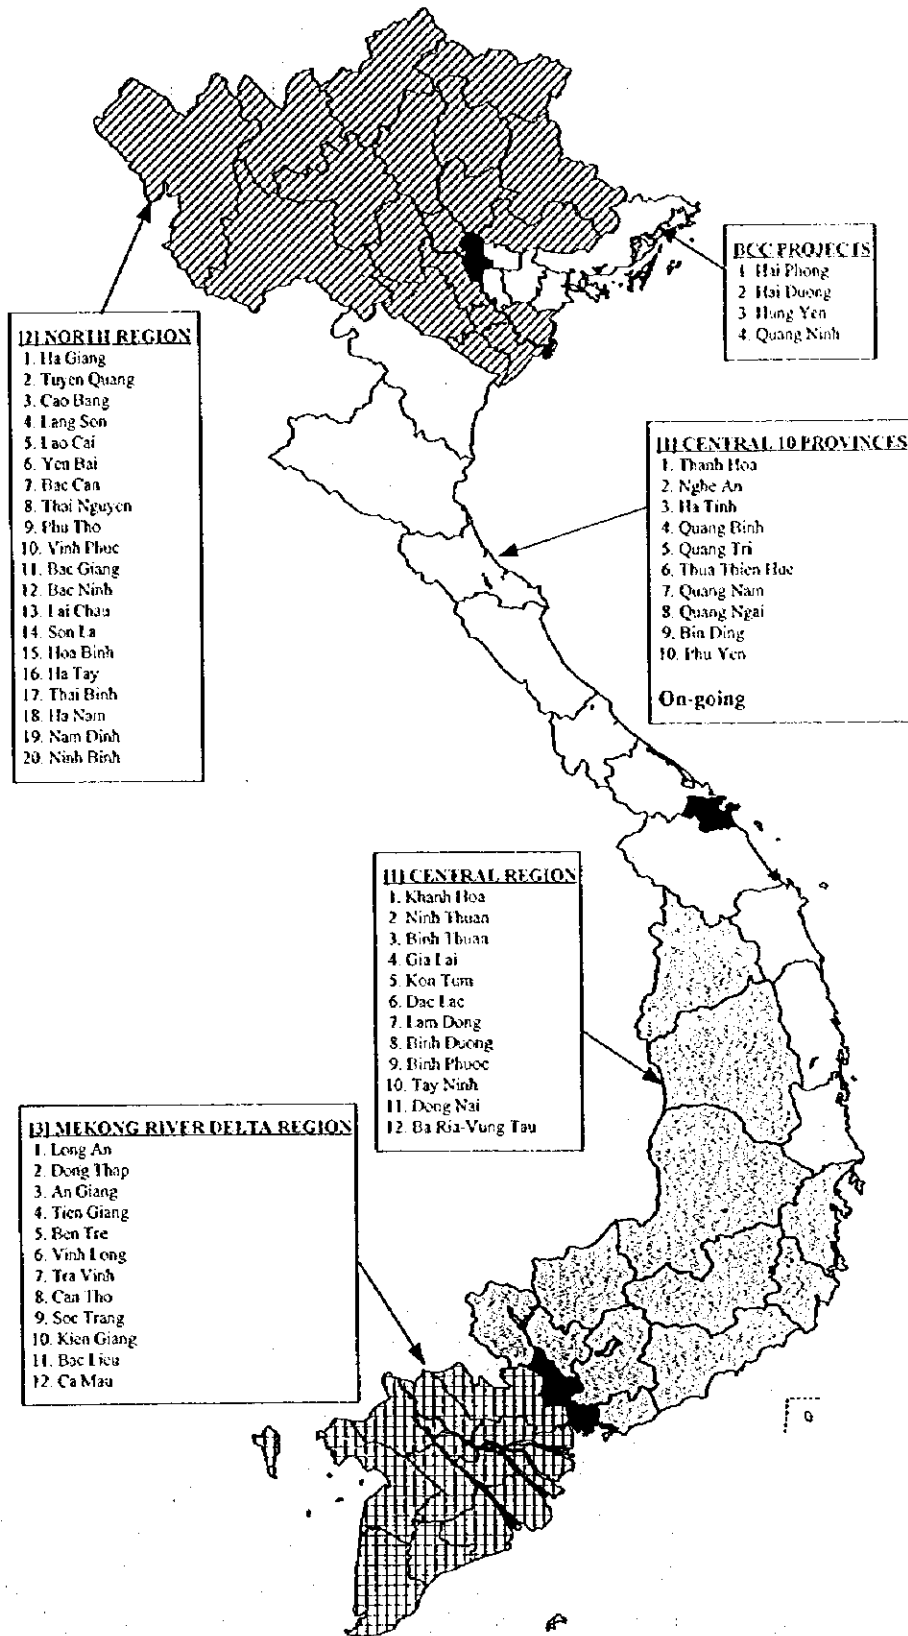 BCC PROJECTS
1 Hai Phong
2 Hai Duong
3 Hung Yen
4. Quang Ninh
[2] NORTH REGION
1. Ha Giang
2. Tuyen Quang
3. Cao Bang
4. Lang Son
5. Lao Cai
6. Yen Bai
7. Bac Can
8. Thai Nguyen
9. Phu Tho
10. Vinh Phuc
11. Bac Giang
12. Bac Ninh
13. Lai Chau
14. Son La
15. Hoa Binh
16. Ha Tay
17. Thai Binh
18. Ha Nam
19. Nam Dinh
20. Ninh Binh
[1] CENTRAL 10 PROVINCES
1. Thanh Hoa
2. Nghe An
3. Ha Tinh
4. Quang Binh
5. Quang Tri
6. Thua Thien Hue
7. Quang Nam
8. Quang Ngai
9. Bin Ding
10. Phu Yen
On-going
[1] CENTRAL REGION
1. Khanh Hoa
2 Ninh Thuan
3. Binh Thuan
4. Gia Lai
5. Kon Tum
6. Dac Lac
7. Lam Dong
8. Binh Duong
9. Binh Phuoc
10. Tay Ninh
11. Dong Nai
12. Ba Ria-Vung Tau
[3] MEKONG RIVER DELTA REGION
1. Long An
2. Dong Thap
3. An Giang
4. Tien Giang
5. Ben Tre
6. Vinh Long
7. Tra Vinh
8. Can Tho
9. Soc Trang
10. Kien Giang
11. Bac Lieu
12. Ca Mau